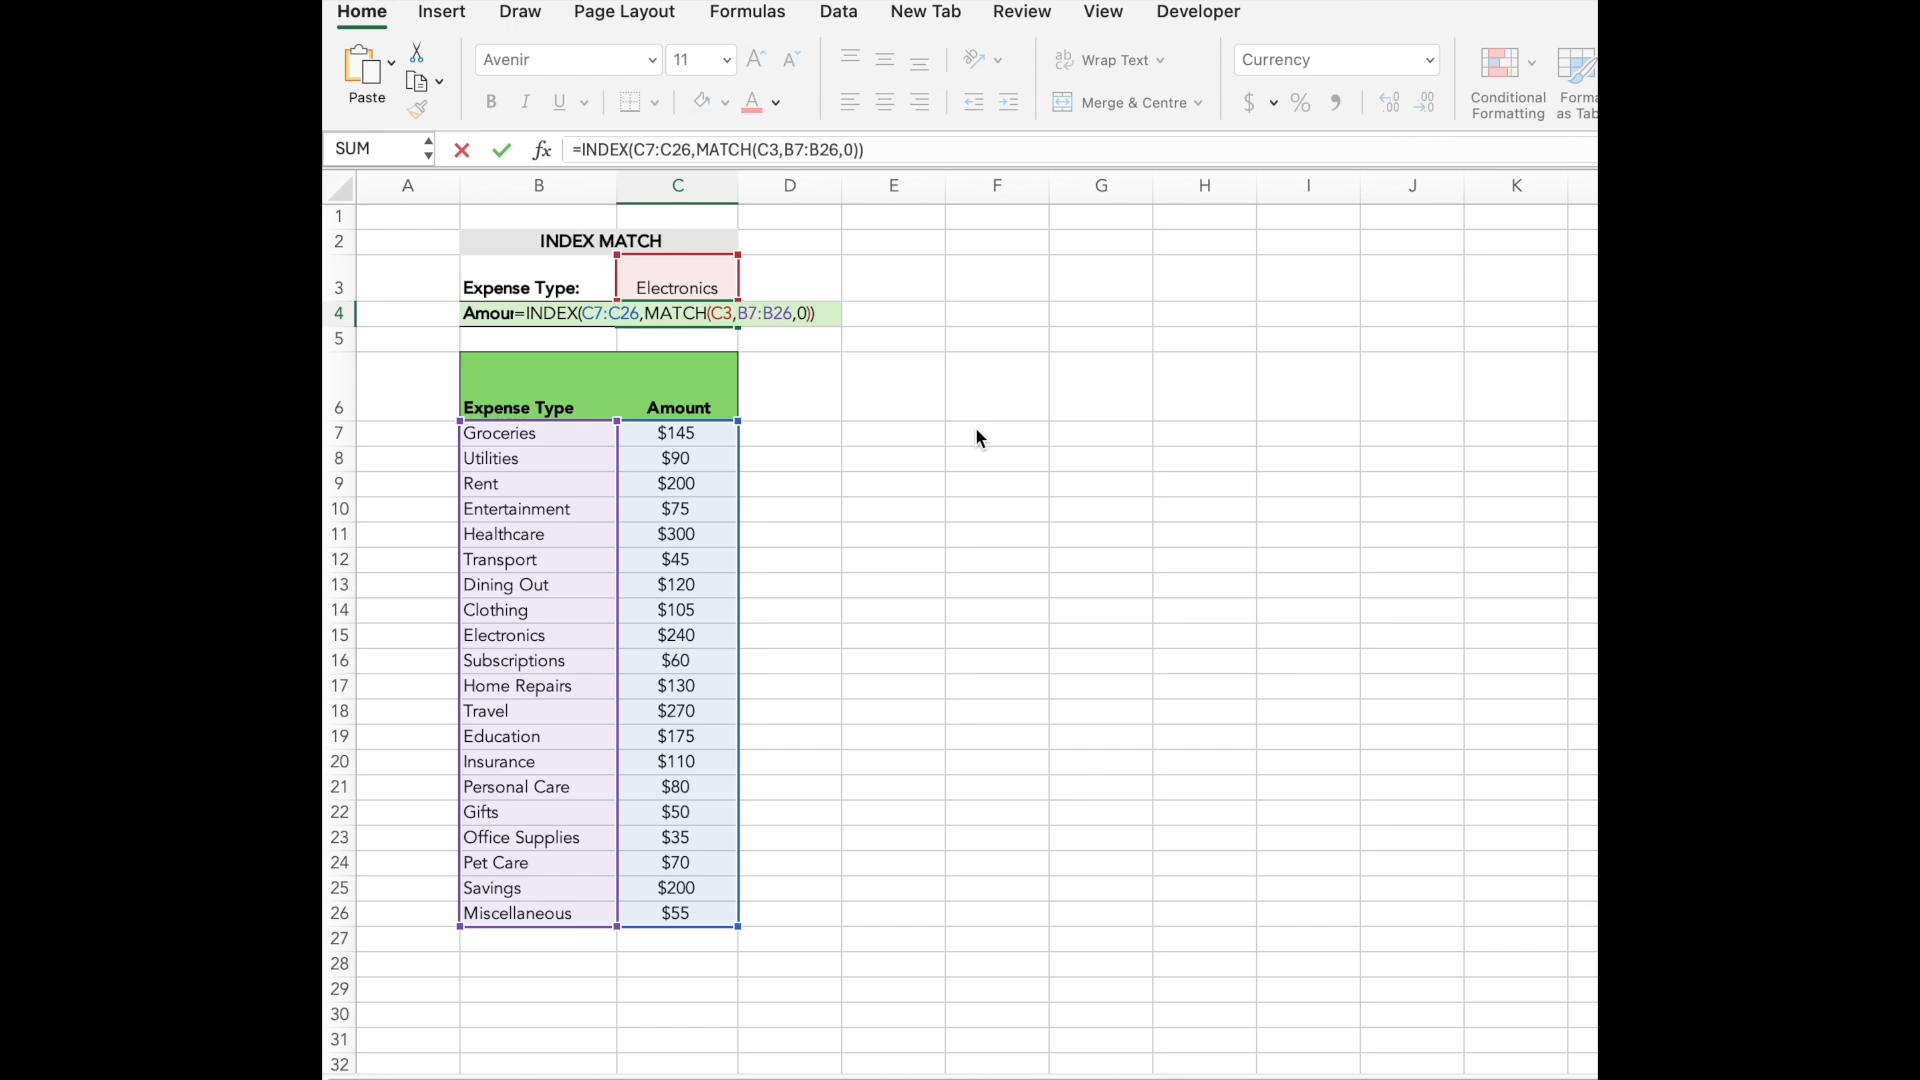 Home Insert Draw Page Layout Formulas Data New Tab Review View Developer
Avenir 11 ab Wrap Text Currency
Paste B I U A Merge & Centre $ % Conditional Formatting
SUM fx =INDEX(C7:C26,MATCH(C3,B7:B26,0))
A B C D E F G H I J K
1
2 INDEX MATCH
3 Expense Type: Electronics
4 Amour=INDEX(C7:C26,MATCH(C3,B7:B26,0))
5
6 Expense Type Amount
7 Groceries $145
8 Utilities $90
9 Rent $200
10 Entertainment $75
11 Healthcare $300
12 Transport $45
13 Dining Out $120
14 Clothing $105
15 Electronics $240
16 Subscriptions $60
17 Home Repairs $130
18 Travel $270
19 Education $175
20 Insurance $110
21 Personal Care $80
22 Gifts $50
23 Office Supplies $35
24 Pet Care $70
25 Savings $200
26 Miscellaneous $55
27
28
29
30
31
32